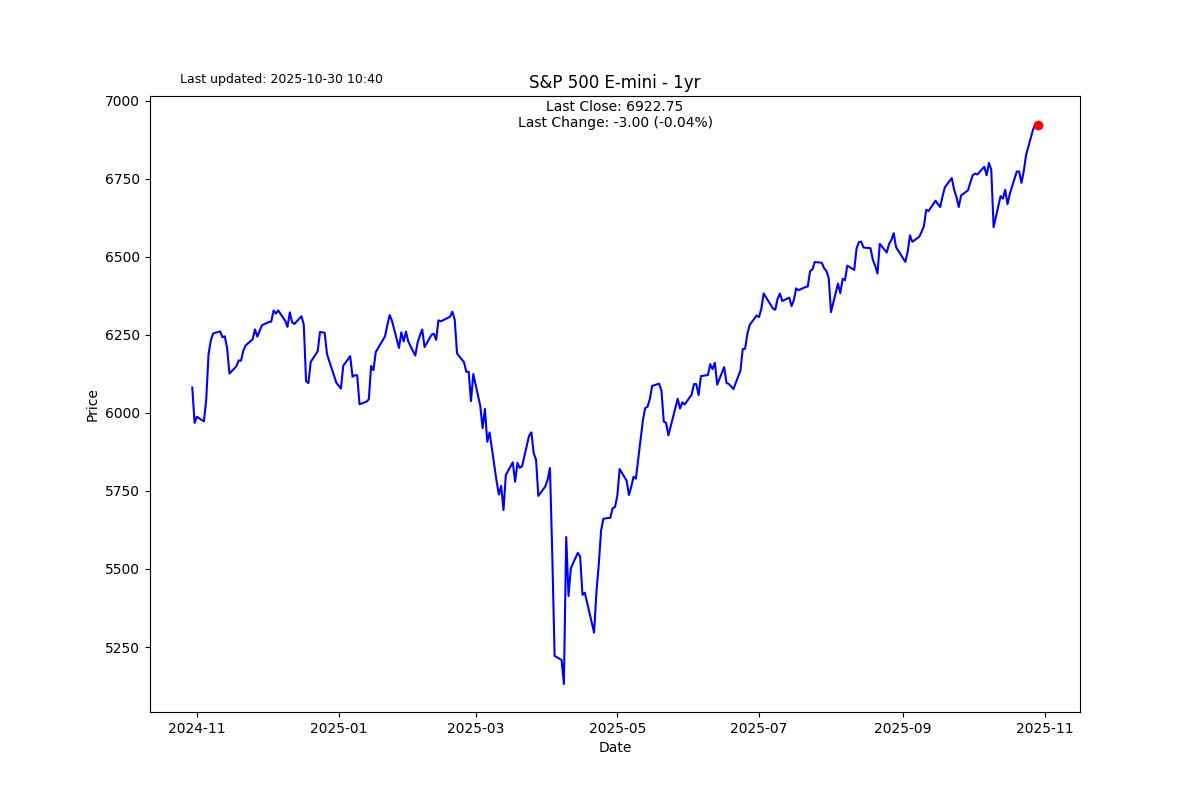 Last updated: 2025-10-30 10:40
S&P 500 E-mini - 1yr
Last Close: 6922.75
Last Change: -3.00 (-0.04%)
7000
6750
6500
6250
6000
5750
5500
5250
Price
2024-11
2025-01
2025-03
2025-05
2025-07
2025-09
2025-11
Date